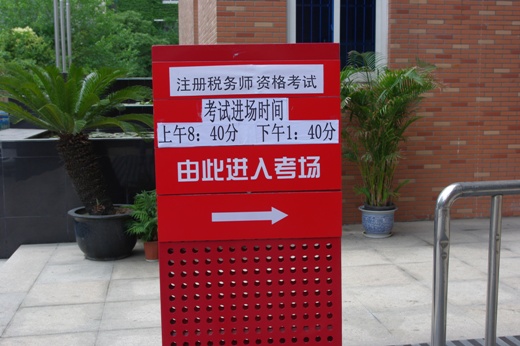 注册税务师资格考试
考试进场时间
上午8：40分 下午1：40分
由此进入考场